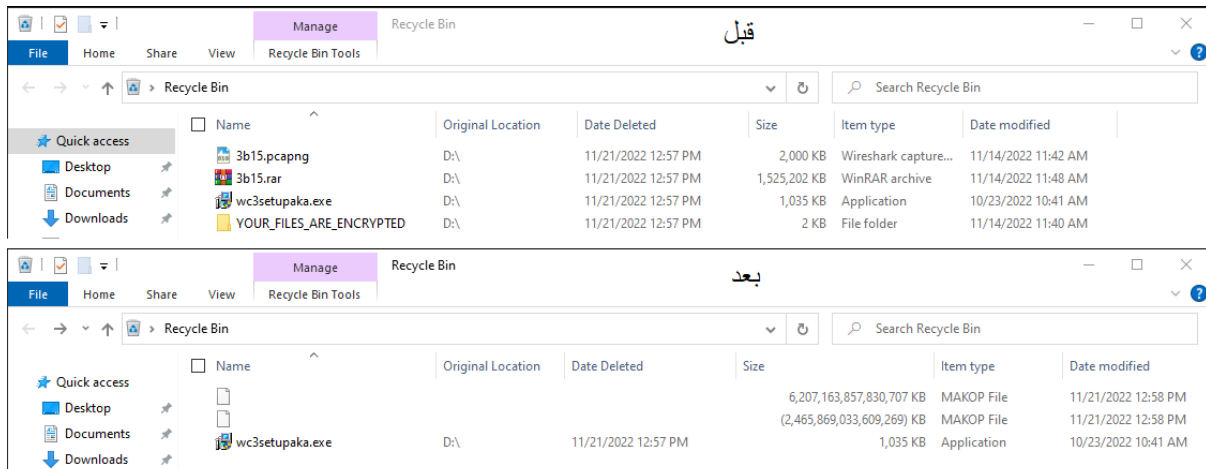 Manage Recycle Bin قبل
File Home Share View Recycle Bin Tools
Recycle Bin Search Recycle Bin
Quick access Name Original Location Date Deleted Size Item type Date modified
Desktop 3b15.pcapng D:\ 11/21/2022 12:57 PM 2,000 KB Wireshark capture... 11/14/2022 11:42 AM
3b15.rar D:\ 11/21/2022 12:57 PM 1,525,202 KB WinRAR archive 11/14/2022 11:48 AM
Documents wc3setupaka.exe D:\ 11/21/2022 12:57 PM 1,035 KB Application 10/23/2022 10:41 AM
Downloads YOUR_FILES_ARE_ENCRYPTED D:\ 11/21/2022 12:57 PM 2 KB File folder 11/14/2022 11:40 AM
Manage Recycle Bin بعد
File Home Share View Recycle Bin Tools
Recycle Bin Search Recycle Bin
Name Original Location Date Deleted Size Item type Date modified
Quick access
Desktop 6,207,163,857,830,707 KB MAKOP File 11/21/2022 12:58 PM
Documents (2,465,869,033,609,269) KB MAKOP File 11/21/2022 12:58 PM
wc3setupaka.exe D:\ 11/21/2022 12:57 PM 1,035 KB Application 10/23/2022 10:41 AM
Downloads